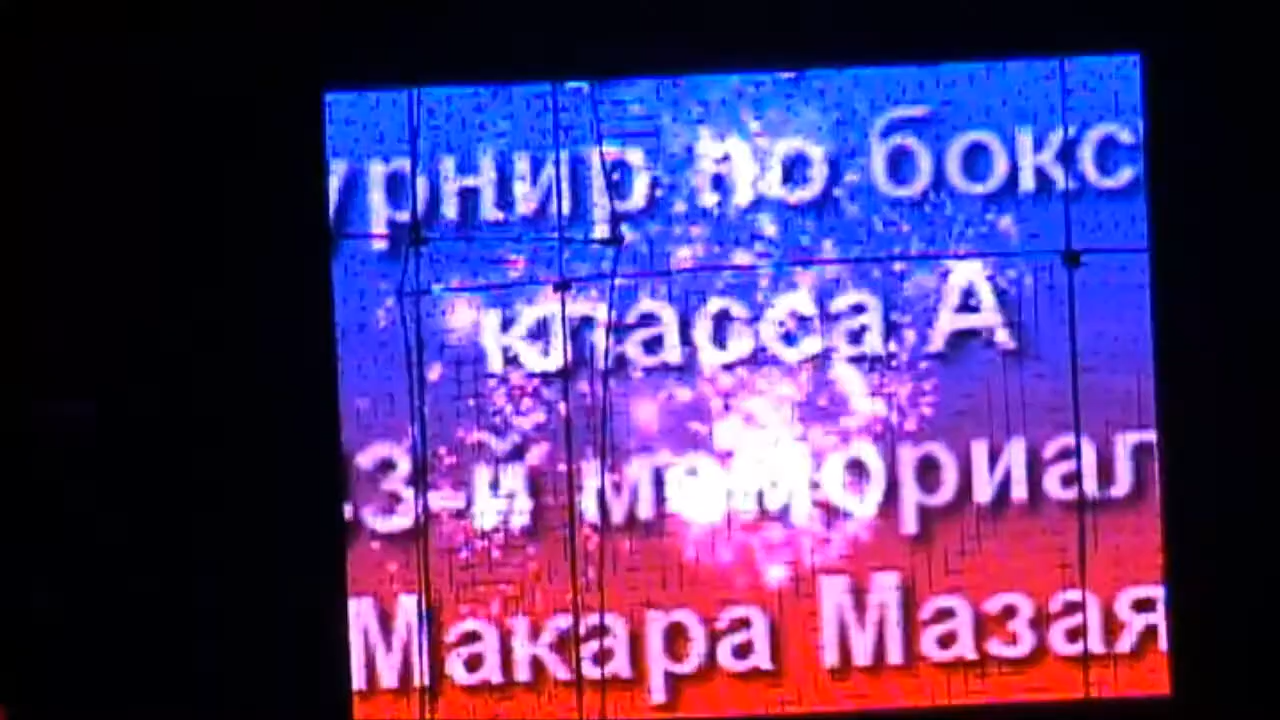 урнир по бокс
класса А
3-й мемориал
Макара Мазая